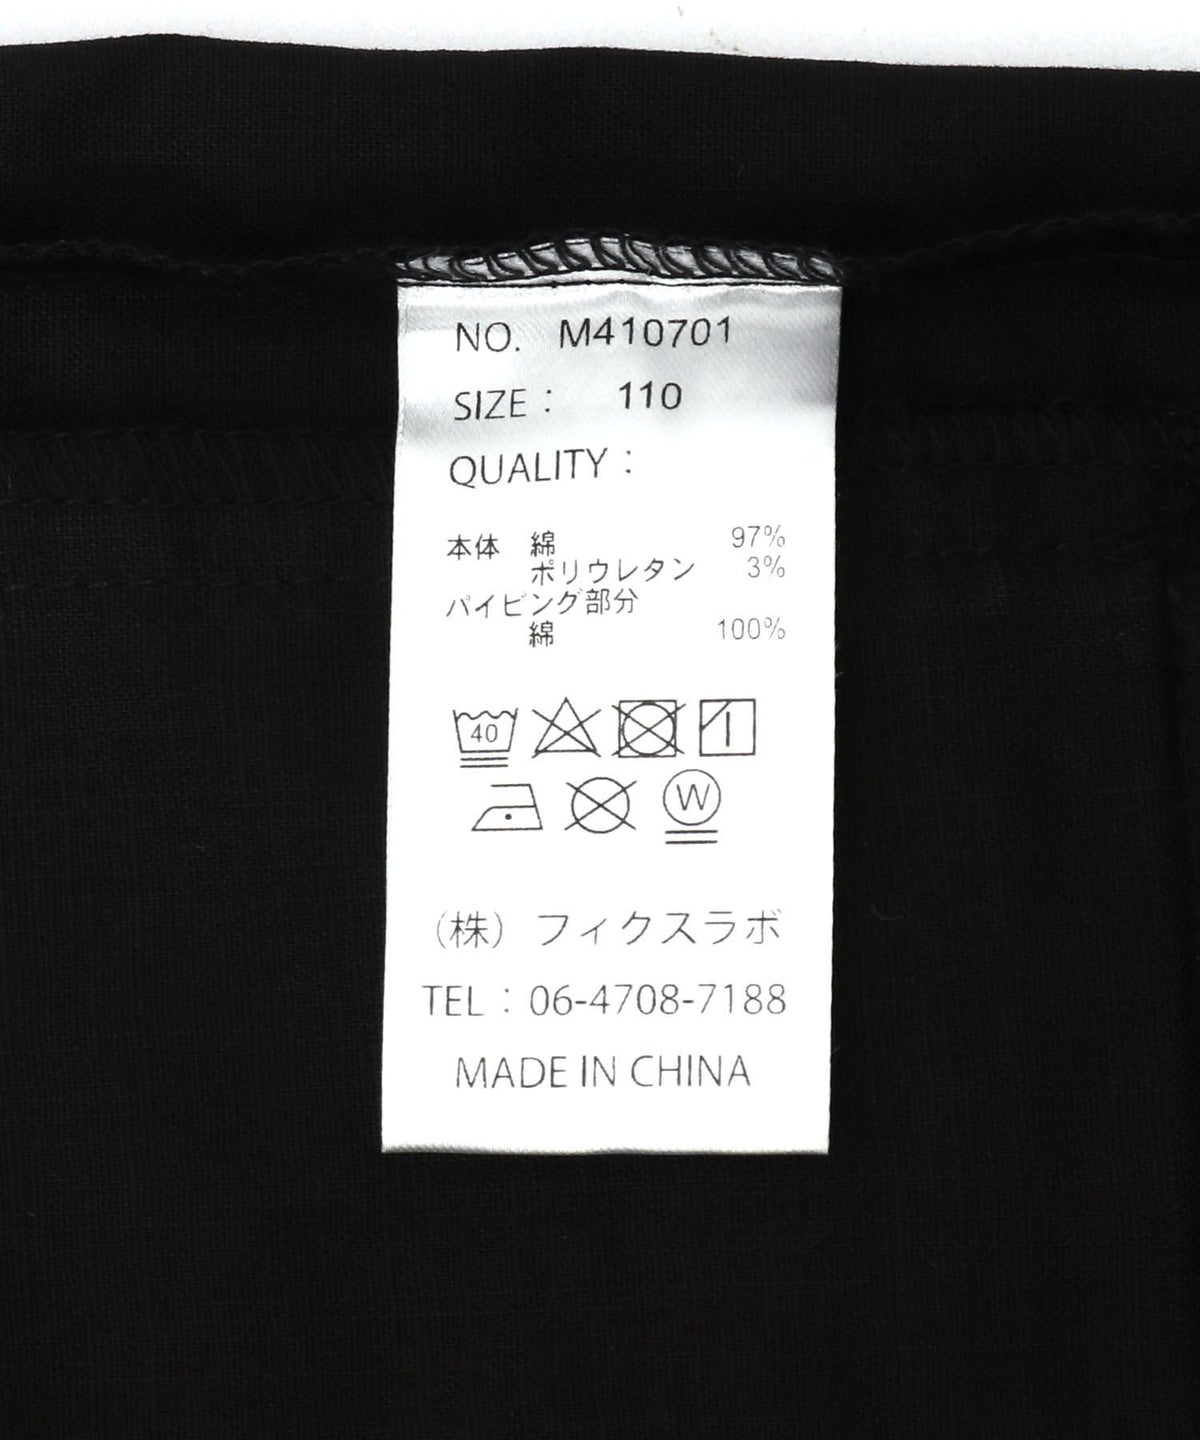 NO. M410701
SIZE： 110
QUALITY：
本体 綿 97%
ポリウレタン 3%
パイピング部分
綿 100%
40
W
（株）フィクスラボ
TEL：06-4708-7188
MADE IN CHINA